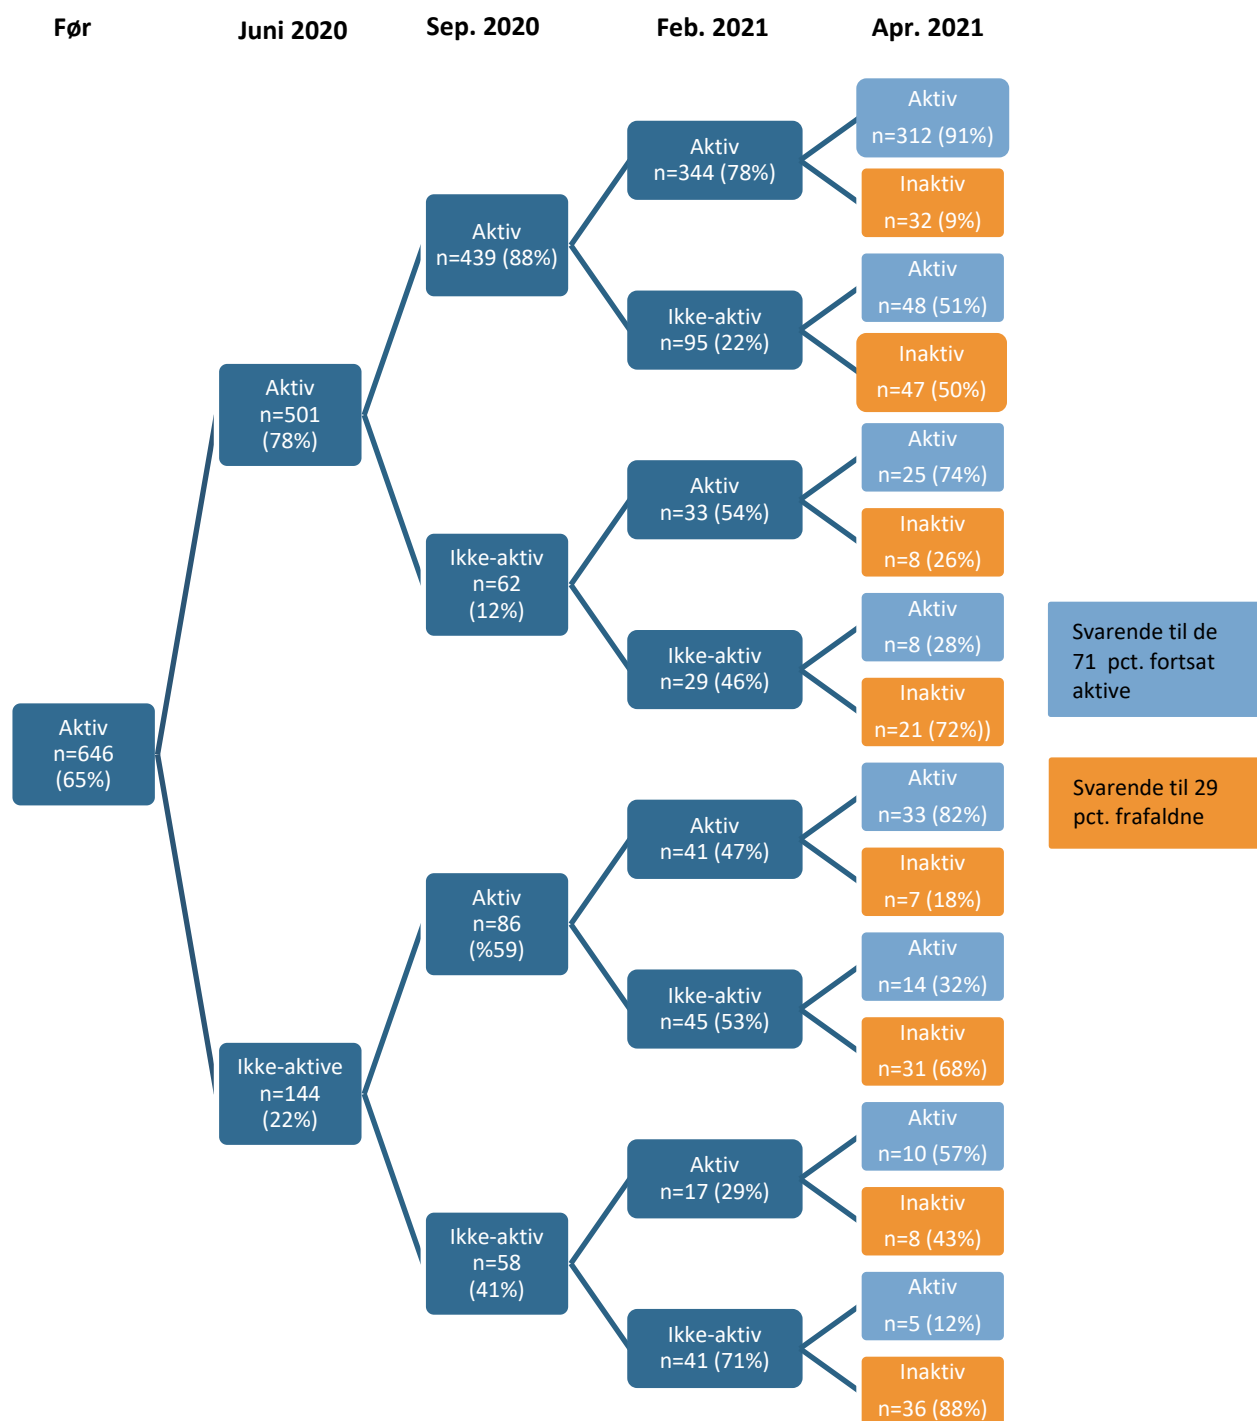 Før
Juni 2020
Sep. 2020
Feb. 2021
Apr. 2021
Aktiv
n=646
(65%)
Aktiv
n=501
(78%)
Ikke-aktive
n=144
(22%)
Aktiv
n=439 (88%)
Ikke-aktiv
n=62
(12%)
Aktiv
n=86
(%59)
Ikke-aktiv
n=58
(41%)
Aktiv
n=344 (78%)
Ikke-aktiv
n=95 (22%)
Aktiv
n=33 (54%)
Ikke-aktiv
n=29 (46%)
Aktiv
n=41 (47%)
Ikke-aktiv
n=45 (53%)
Aktiv
n=17 (29%)
Ikke-aktiv
n=41 (71%)
Aktiv
n=312 (91%)
Inaktiv
n=32 (9%)
Aktiv
n=48 (51%)
Inaktiv
n=47 (50%)
Aktiv
n=25 (74%)
Inaktiv
n=8 (26%)
Aktiv
n=8 (28%)
Inaktiv
n=21 (72%))
Aktiv
n=33 (82%)
Inaktiv
n=7 (18%)
Aktiv
n=14 (32%)
Inaktiv
n=31 (68%)
Aktiv
n=10 (57%)
Inaktiv
n=8 (43%)
Aktiv
n=5 (12%)
Inaktiv
n=36 (88%)
Svarende til de
71 pct. fortsat
aktive
Svarende til 29
pct. frafaldne